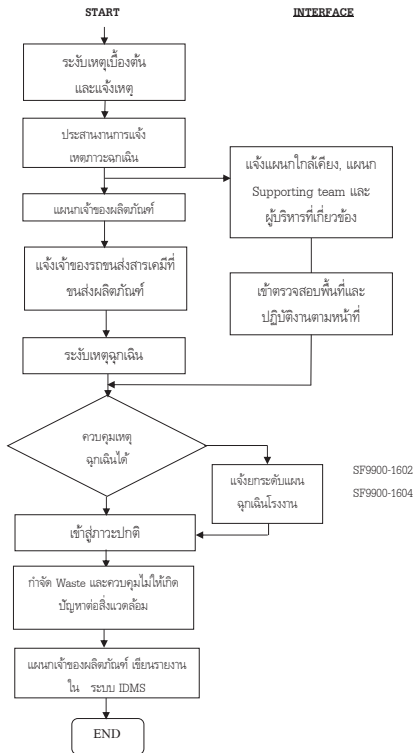 START
INTERFACE
ระงับเหตุเบื้องต้น
และแจ้งเหตุ
ประสานงานการแจ้ง
เหตุภาวะฉุกเฉิน
แจ้งแผนกใกล้เคียง, แผนก
Supporting team และ
ผู้บริหารที่เกี่ยวข้อง
แผนกเจ้าของผลิตภัณฑ์
แจ้งเจ้าของรถขนส่งสารเคมีที่
ขนส่งผลิตภัณฑ์
เข้าตรวจสอบพื้นที่และ
ปฏิบัติงานตามหน้าที่
ระงับเหตุฉุกเฉิน
ควบคุมเหตุ
ฉุกเฉินได้
แจ้งยกระดับแผน
ฉุกเฉินโรงงาน
SF9900-1602
SF9900-1604
เข้าสู่ภาวะปกติ
กำจัด Waste และควบคุมไม่ให้เกิด
ปัญหาต่อสิ่งแวดล้อม
แผนกเจ้าของผลิตภัณฑ์ เขียนรายงาน
ใน ระบบ IDMS
END